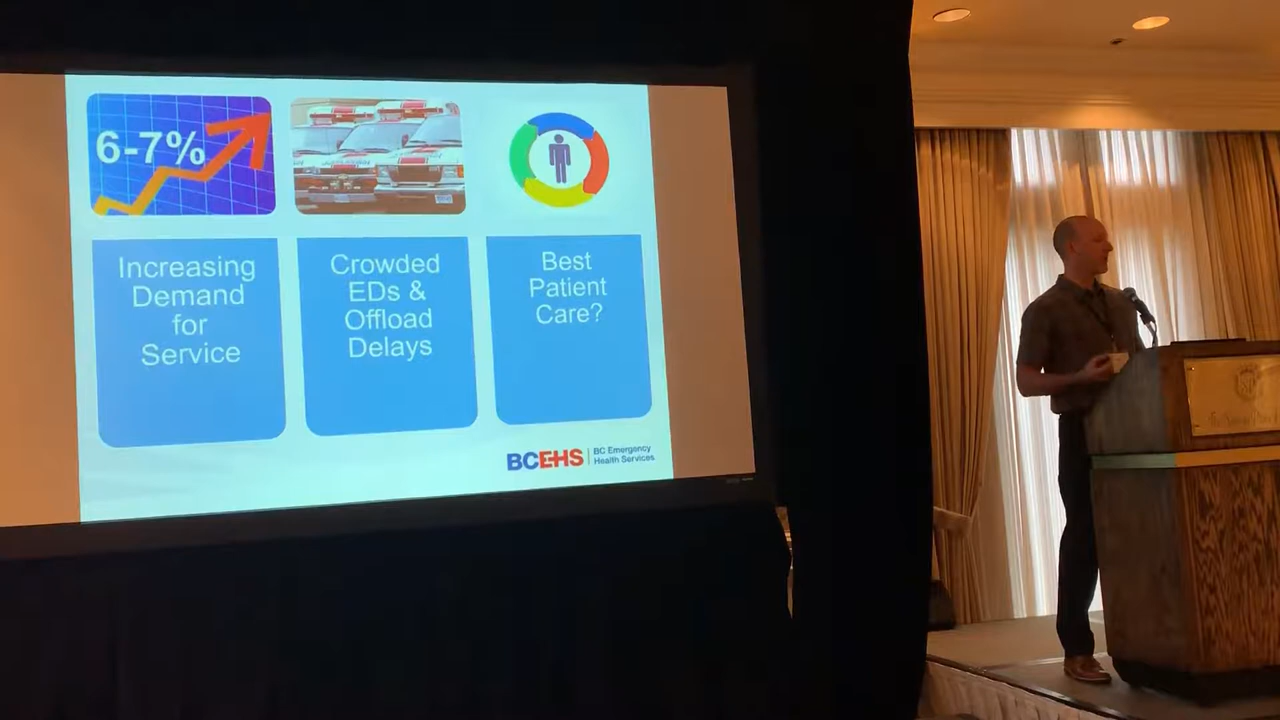 6-7%
Increasing
Demand
for
Service
Crowded
EDs &
Offload
Delays
Best
Patient
Care?
BCEHS
BC Emergency
Health Services